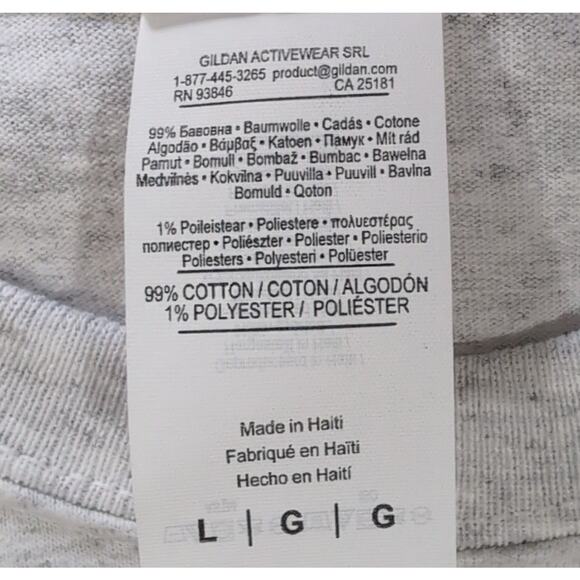 GILDAN ACTIVEWEAR SRL
1-877-445-3265 product@gildan.com
RN 93846 CA 25181
99% Бавовна • Baumwolle • Cadás • Cotone
Algodão • Βάμβαξ • Katoen • Памук • Mit rád
Pamut • Bomull • Bombaž • Bumbac • Bawełna
Medvilnės • Kokvilna • Puuvilla • Puuvill • Bavlna
Bomuld • Qoton
1% Poileistear • Poliestere • πολυεστέρας
полиестер • Poliészter • Poliester • Poliesterio
Poliesters • Polyesteri • Polüester
99% COTTON / COTON / ALGODÓN
1% POLYESTER / POLIÉSTER
Made in Haiti
Fabriqué en Haïti
Hecho en Haití
L | G | G